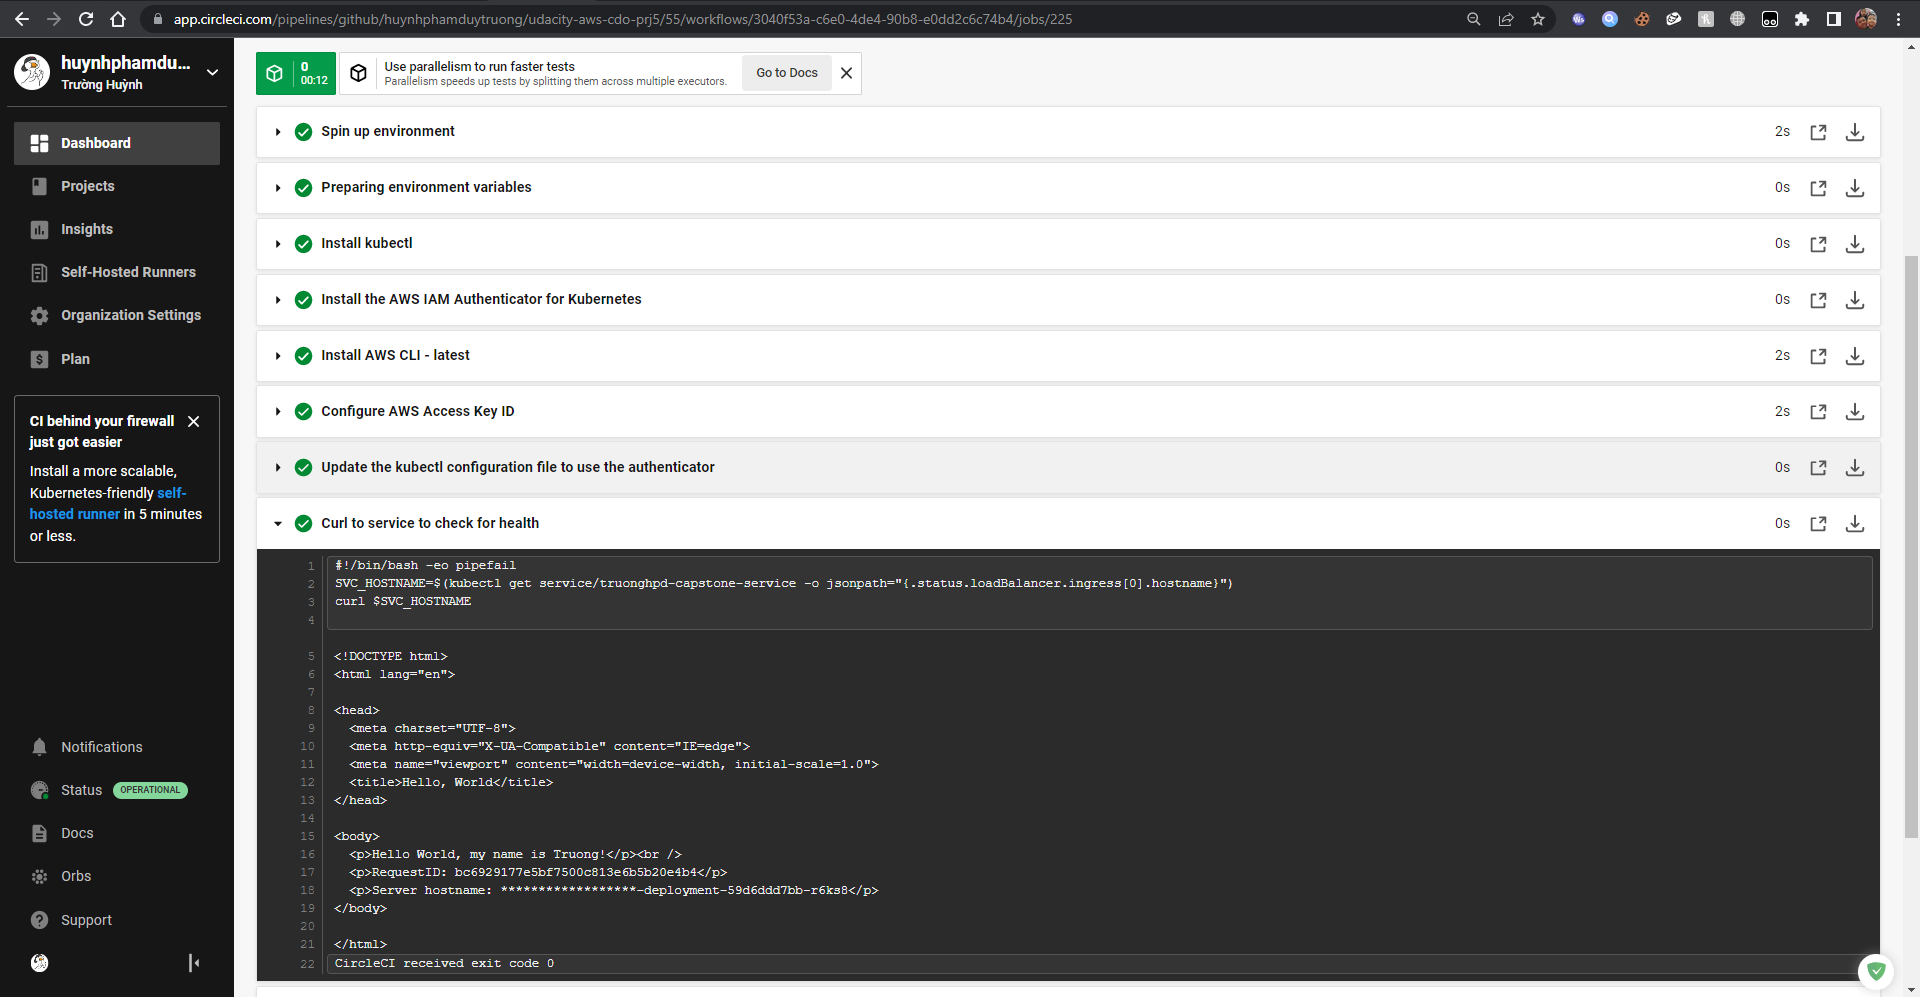 app.circleci.com/pipelines/github/huynhphamduytruong/udacity-aws-cdo-prj5/55/workflows/3040f53a-c6e0-4de4-90b8-e0dd2c6c74b4/jobs/225
huynhphamdu...
Trường Huỳnh
Dashboard
Projects
Insights
Self-Hosted Runners
Organization Settings
Plan
CI behind your firewall
just got easier
Install a more scalable,
Kubernetes-friendly self-
hosted runner in 5 minutes
or less.
Notifications
Status OPERATIONAL
Docs
Orbs
Support
0
00:12
Use parallelism to run faster tests
Parallelism speeds up tests by splitting them across multiple executors.
Go to Docs
Spin up environment 2s
Preparing environment variables 0s
Install kubectl 0s
Install the AWS IAM Authenticator for Kubernetes 0s
Install AWS CLI - latest 2s
Configure AWS Access Key ID 2s
Update the kubectl configuration file to use the authenticator 0s
Curl to service to check for health 0s
1 #!/bin/bash -eo pipefail
2 SVC_HOSTNAME=$(kubectl get service/truonghpd-capstone-service -o jsonpath="{.status.loadBalancer.ingress[0].hostname}")
3 curl $SVC_HOSTNAME
4
5 <!DOCTYPE html>
6 <html lang="en">
7
8 <head>
9 <meta charset="UTF-8">
10 <meta http-equiv="X-UA-Compatible" content="IE=edge">
11 <meta name="viewport" content="width=device-width, initial-scale=1.0">
12 <title>Hello, World</title>
13 </head>
14
15 <body>
16 <p>Hello World, my name is Truong!</p><br />
17 <p>RequestID: bc6929177e5bf7500c813e6b5b20e4b4</p>
18 <p>Server hostname: ******************-deployment-59d6ddd7bb-r6ks8</p>
19 </body>
20
21 </html>
22 CircleCI received exit code 0